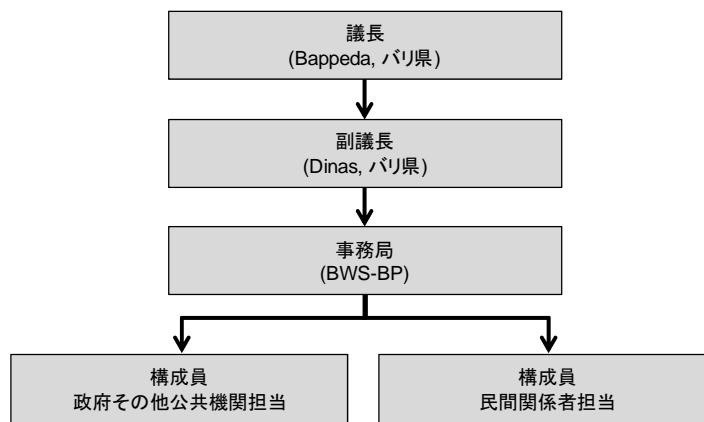 議長
(Bappeda, バリ県)
副議長
(Dinas, バリ県)
事務局
(BWS-BP)
構成員
政府その他公共機関担当
構成員
民間関係者担当